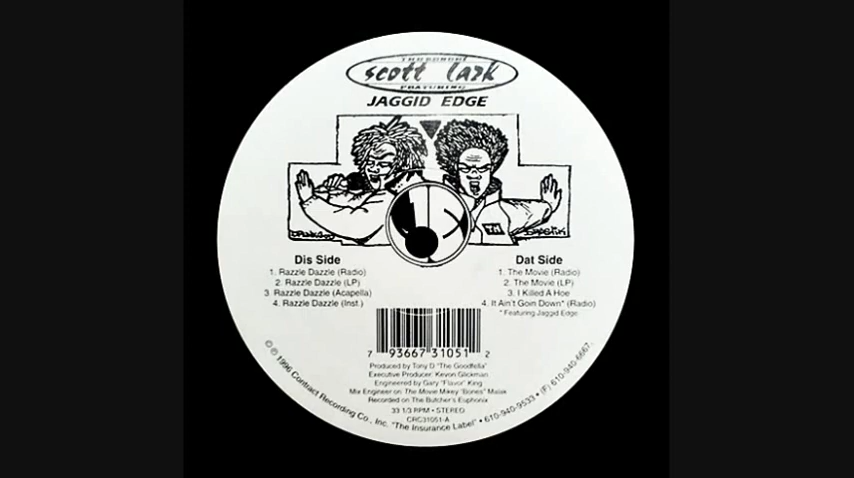 scott lark
FEATURING
JAGGID EDGE
Dis Side
1. Razzle Dazzle (Radio)
2. Razzle Dazzle (LP)
3. Razzle Dazzle (Acapella)
4. Razzle Dazzle (Inst.)
Dat Side
1. The Movie (Radio)
2. The Movie (LP)
3. I Killed A Hoe
4. It Ain't Goin Down* (Radio)
* Featuring Jaggid Edge
7 93667 31051 2
Produced by Tony D "The Goodfella"
Executive Producer: Kevon Glickman
Engineered by Gary "Flavor" King
Mix Engineer on The Movie Mikey "Bones" Malak
Recorded on The Butcher's Euphonix
33 1/3 RPM • STEREO
CRC31051-A
© ℗ 1996 Contract Recording Co., Inc. "The Insurance Label" • 610-940-9533 • (F) 610-940-6667.